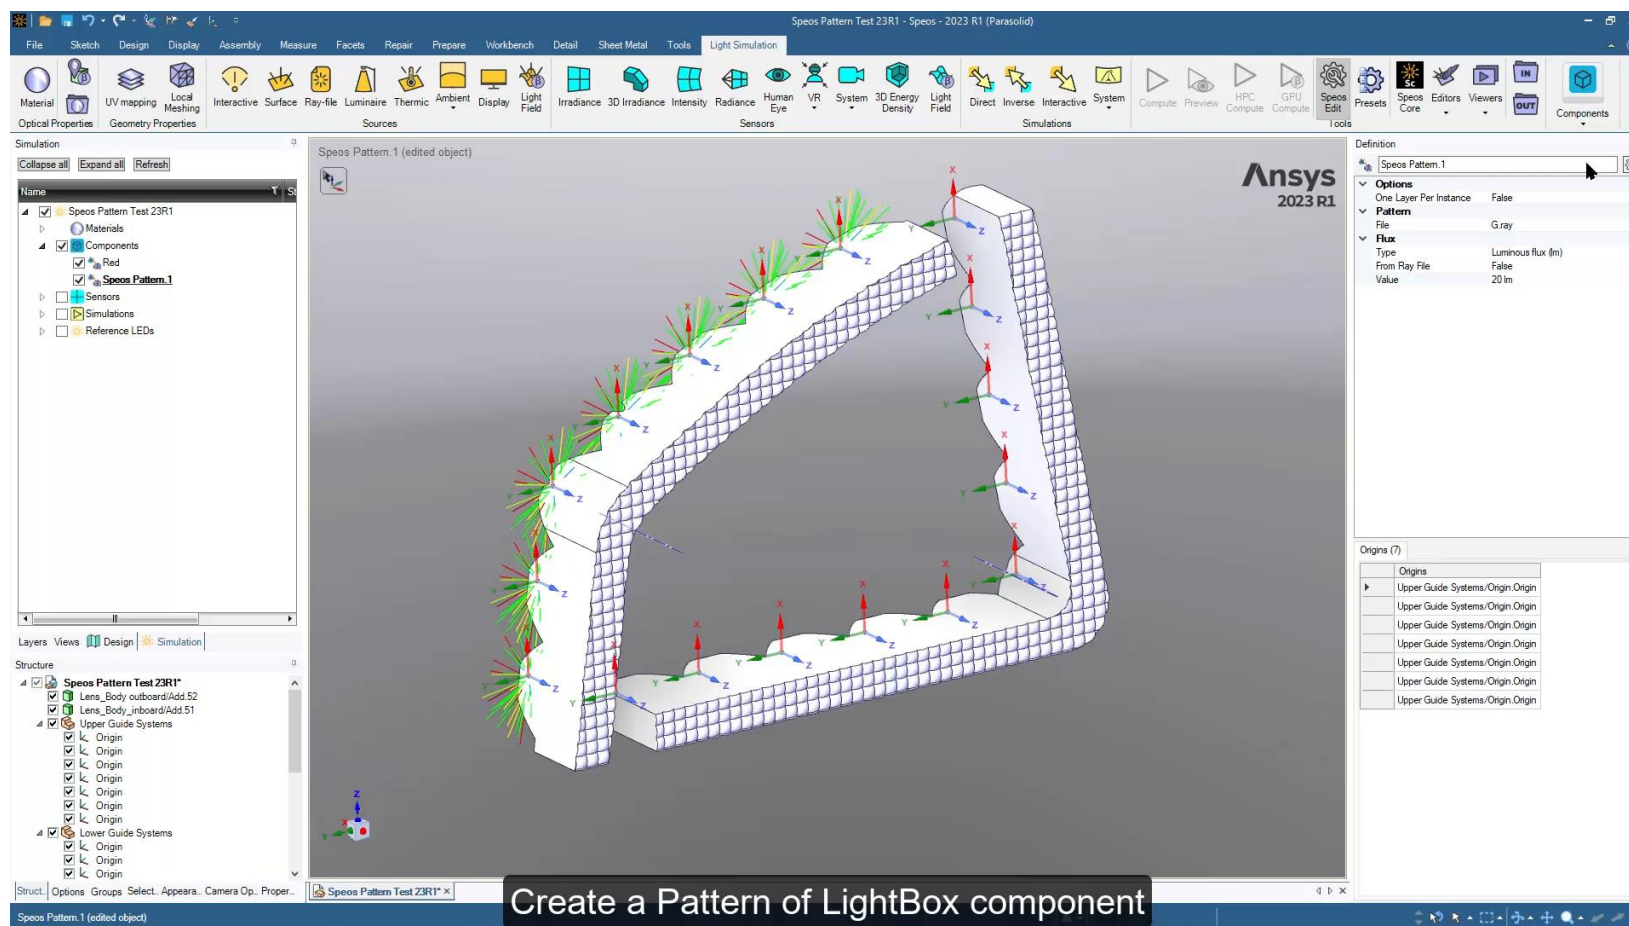 Speos Pattern Test 23R1 - Speos - 2023 R1 (Parasolid)
File Sketch Design Display Assembly Measure Facets Repair Prepare Workbench Detail Sheet Metal Tools Light Simulation
Material
UV mapping
Local Meshing
Interactive Surface Ray-file Luminaire Thermic Ambient Display Light Field
Irradiance 3D Irradiance Intensity Radiance Human Eye VR System 3D Energy Density Light Field
Direct Inverse Interactive System
Compute Preview HPC Compute GPU Compute
Speos Edit Presets Speos Core Editors Viewers IN OUT Components
Optical Properties Geometry Properties Sources Sensors Simulations Tools
Simulation
Collapse all Expand all Refresh
Name St
Speos Pattern Test 23R1
Materials
Components
Red
Speos Pattern.1
Sensors
Simulations
Reference LEDs
Layers Views Design Simulation
Structure
Speos Pattern Test 23R1*
Lens_Body outboard/Add.52
Lens_Body_inboard/Add.51
Upper Guide Systems
Origin
Origin
Origin
Origin
Origin
Origin
Origin
Lower Guide Systems
Origin
Origin
Origin
Struct.. Options Groups Select.. Appeara.. Camera Op.. Proper..
Speos Pattern.1 (edited object)
Speos Pattern.1 (edited object)
Ansys
2023 R1
Speos Pattern Test 23R1*
Create a Pattern of LightBox component
Definition
Speos Pattern.1
Options
One Layer Per Instance False
Pattern
File G.ray
Flux
Type Luminous flux (lm)
From Ray File False
Value 20 lm
Origins (7)
Origins
Upper Guide Systems/Origin.Origin
Upper Guide Systems/Origin.Origin
Upper Guide Systems/Origin.Origin
Upper Guide Systems/Origin.Origin
Upper Guide Systems/Origin.Origin
Upper Guide Systems/Origin.Origin
Upper Guide Systems/Origin.Origin